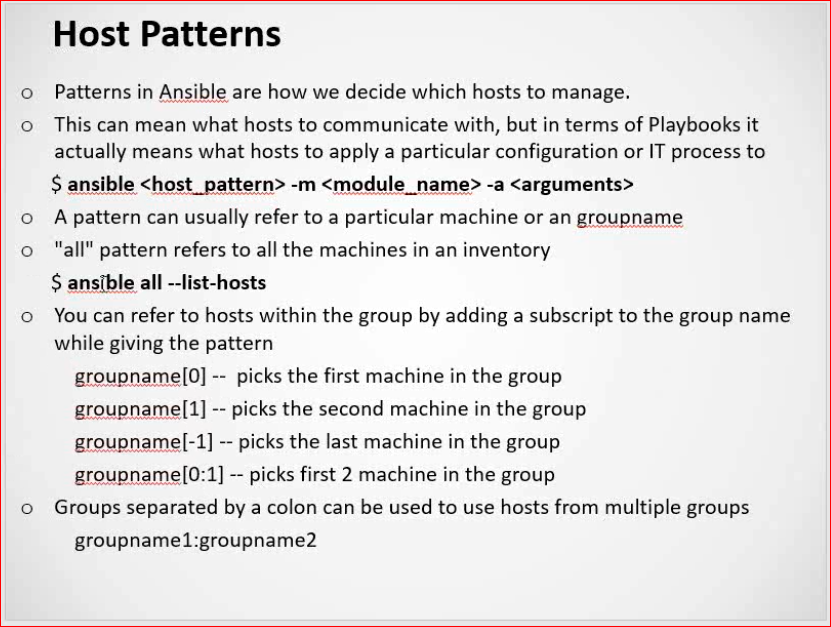 Host Patterns
o Patterns in Ansible are how we decide which hosts to manage.
o This can mean what hosts to communicate with, but in terms of Playbooks it
actually means what hosts to apply a particular configuration or IT process to
$ ansible <host_pattern> -m <module_name> -a <arguments>
o A pattern can usually refer to a particular machine or an groupname
o "all" pattern refers to all the machines in an inventory
$ ansible all --list-hosts
o You can refer to hosts within the group by adding a subscript to the group name
while giving the pattern
groupname[0] -- picks the first machine in the group
groupname[1] -- picks the second machine in the group
groupname[-1] -- picks the last machine in the group
groupname[0:1] -- picks first 2 machine in the group
o Groups separated by a colon can be used to use hosts from multiple groups
groupname1:groupname2